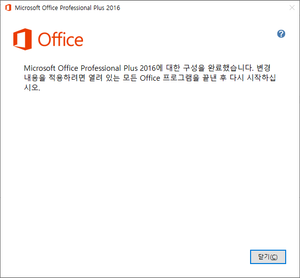 Microsoft Office Professional Plus 2016
Office
Microsoft Office Professional Plus 2016에 대한 구성을 완료했습니다. 변경
내용을 적용하려면 열려 있는 모든 Office 프로그램을 끝낸 후 다시 시작하십
시오.
닫기(C)